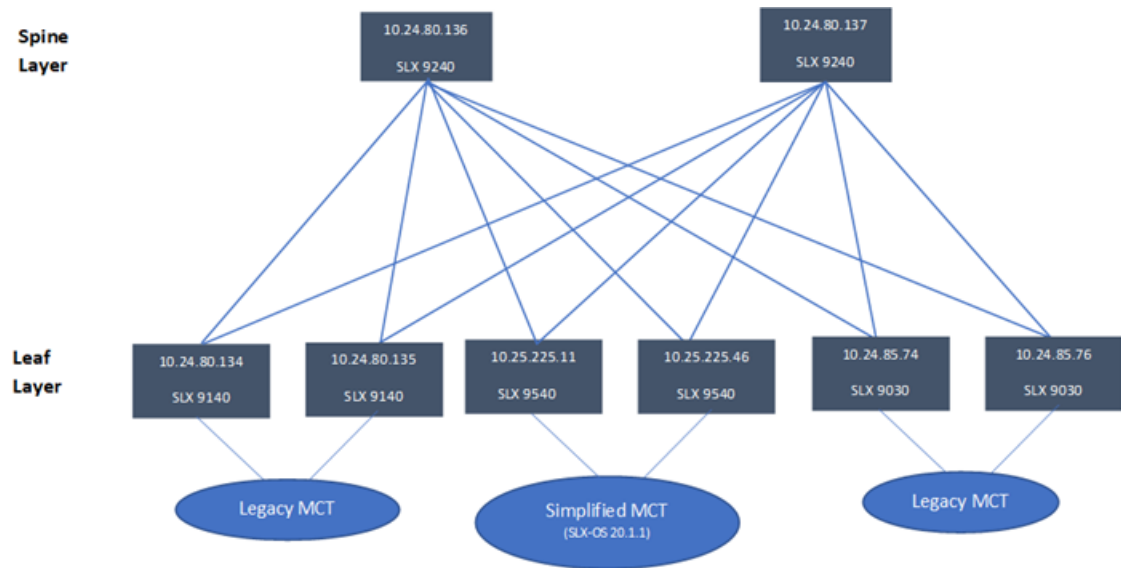 Spine
Layer
10.24.80.136
SLX 9240
10.24.80.137
SLX 9240
Leaf
Layer
10.24.80.134
SLX 9140
10.24.80.135
SLX 9140
10.25.225.11
SLX 9540
10.25.225.46
SLX 9540
10.24.85.74
SLX 9030
10.24.85.76
SLX 9030
Legacy MCT
Simplified MCT
(SLX-OS 20.1.1)
Legacy MCT